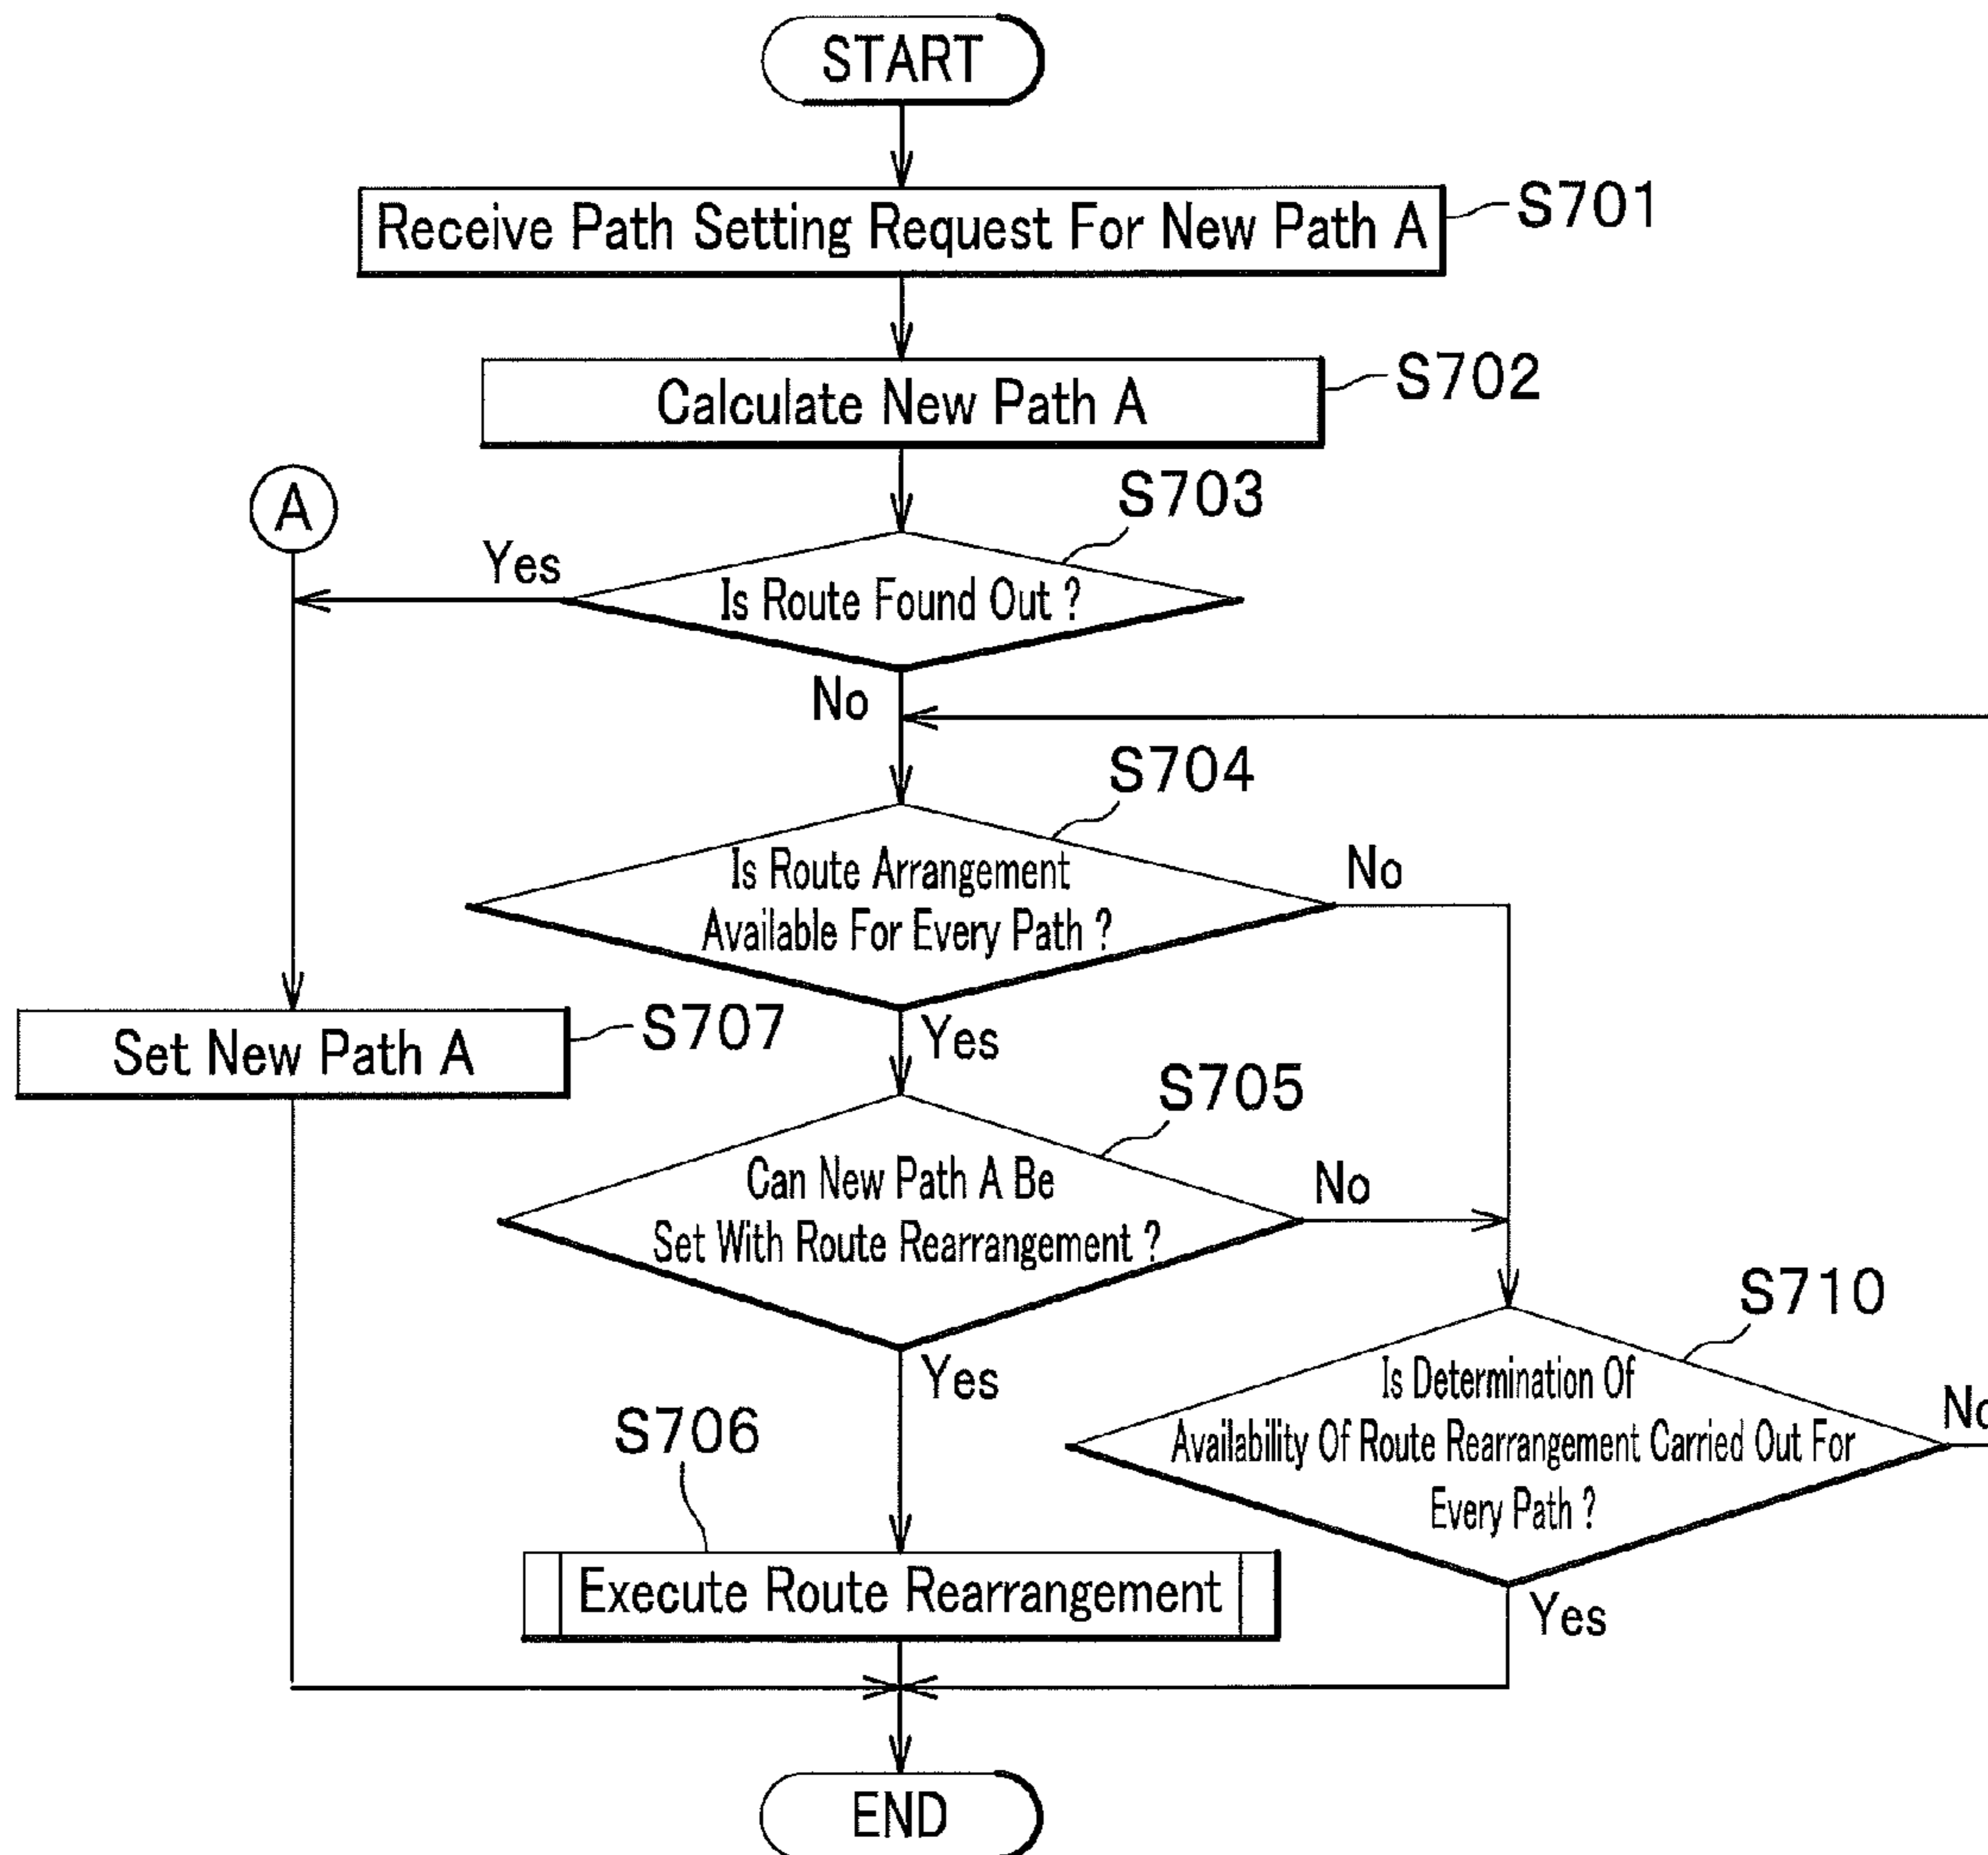 START
Receive Path Setting Request For New Path A
S701
Calculate New Path A
S702
A
S703
Yes
Is Route Found Out ?
No
S704
Is Route Arrangement
Available For Every Path ?
No
Set New Path A
S707
Yes
S705
Can New Path A Be
Set With Route Rearrangement ?
No
S710
Yes
Is Determination Of
Availability Of Route Rearrangement Carried Out For
Every Path ?
No
S706
Execute Route Rearrangement
Yes
END